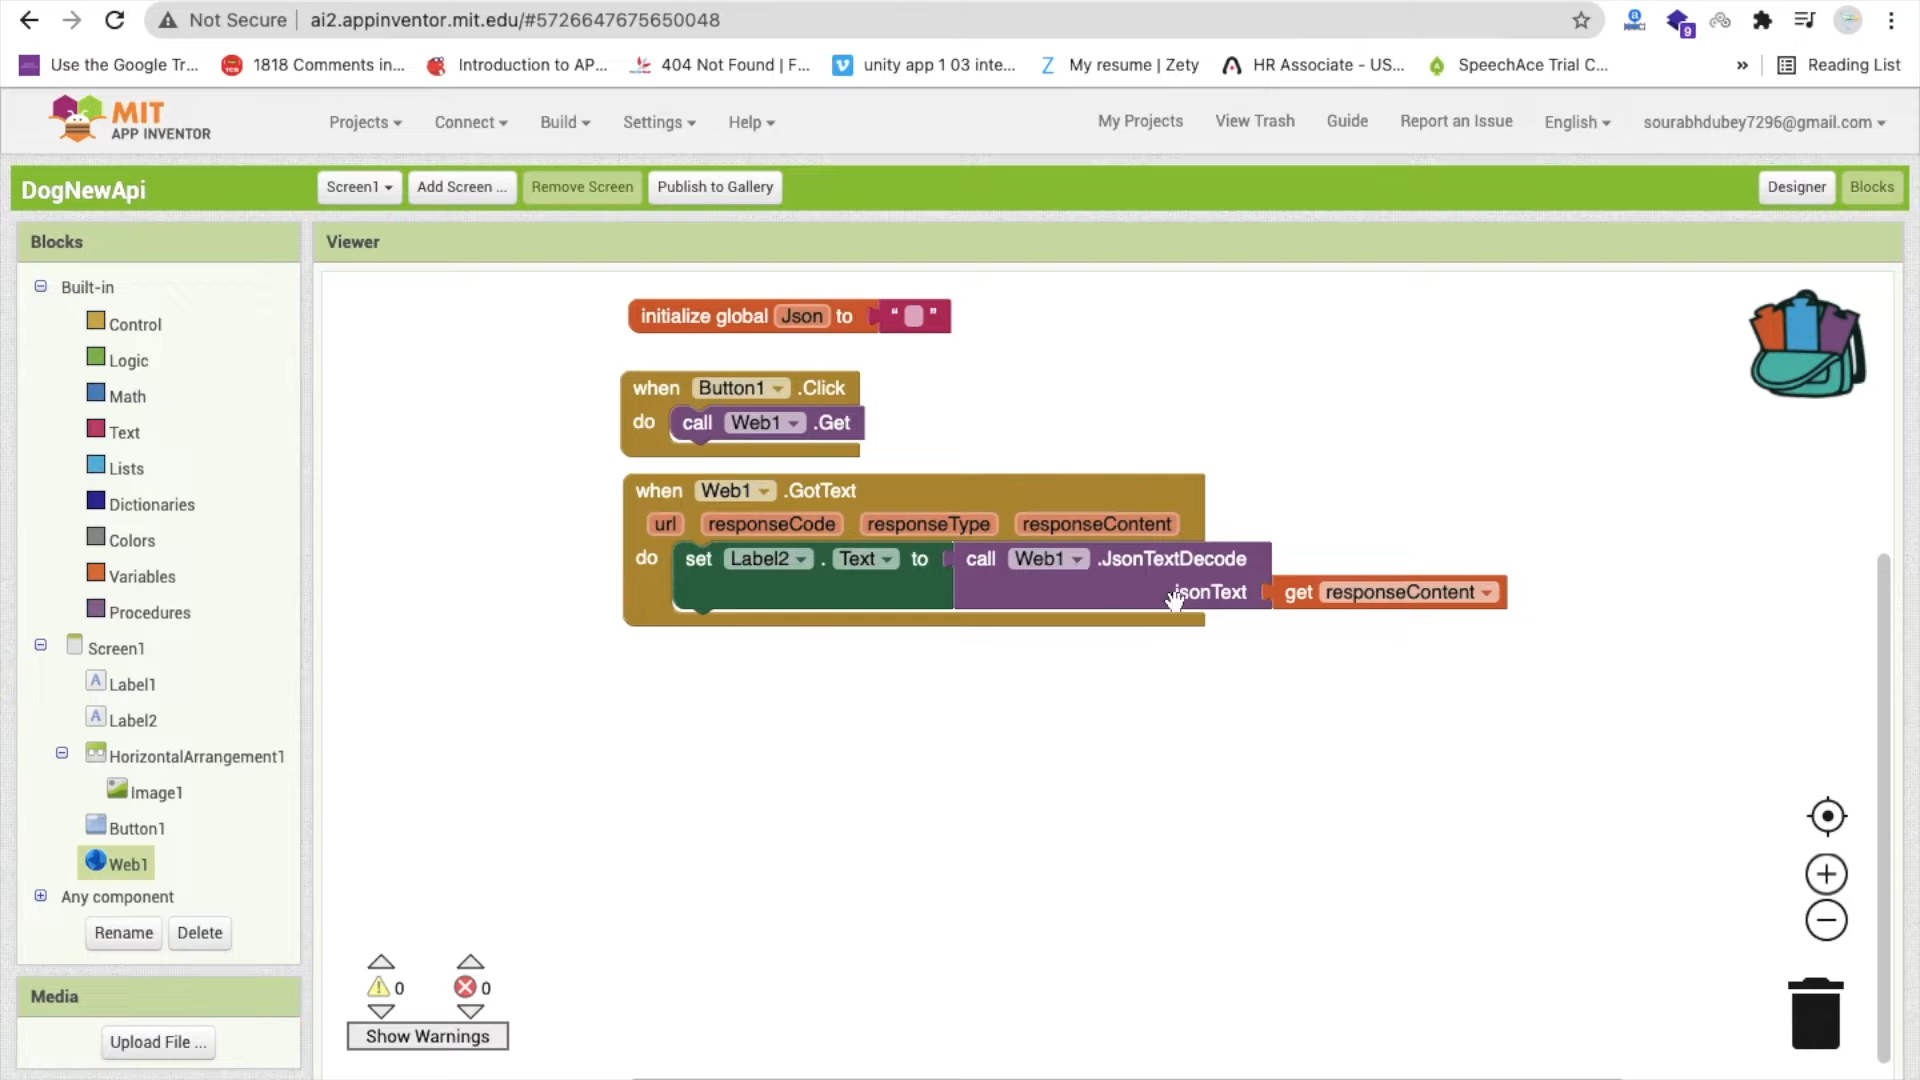 Not Secure
ai2.appinventor.mit.edu/#5726647675650048
9
Use the Google Tr...
1818 Comments in...
Introduction to AP...
404 Not Found | F...
unity app 1 03 inte...
My resume | Zety
HR Associate - US...
SpeechAce Trial C...
»
Reading List
MIT
APP INVENTOR
Projects
Connect
Build
Settings
Help
My Projects
View Trash
Guide
Report an Issue
English
sourabhdubey7296@gmail.com
DogNewApi
Screen1
Add Screen ...
Remove Screen
Publish to Gallery
Designer
Blocks
Blocks
Built-in
Control
Logic
Math
Text
Lists
Dictionaries
Colors
Variables
Procedures
Screen1
Label1
Label2
HorizontalArrangement1
Image1
Button1
Web1
Any component
Rename
Delete
Media
Upload File ...
Viewer
initialize global Json to " "
when Button1 .Click
do call Web1 .Get
when Web1 .GotText
url responseCode responseType responseContent
do set Label2 . Text to call Web1 .JsonTextDecode
jsonText get responseContent
0
0
Show Warnings